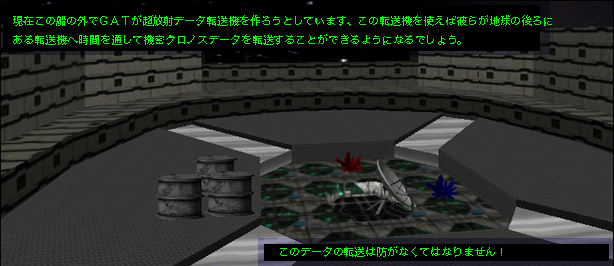 現在この船の外でＧＡＴが超放射データ転送機を作ろうとしています、この転送機を使えば彼らが地球の後ろに
ある転送機へ時間を通して機密クロノスデータを転送することができるようになるでしょう。
このデータの転送は防がなくてはなりません！